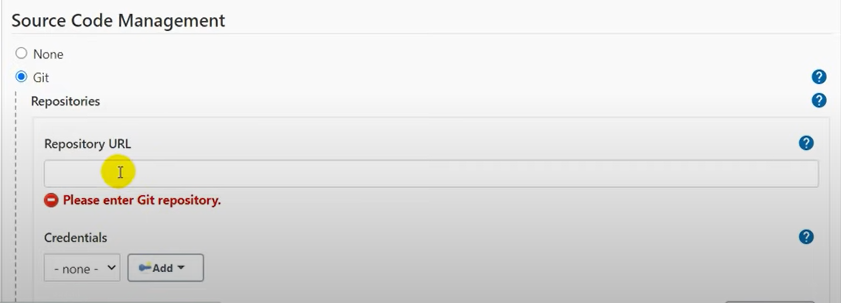 Source Code Management
None
Git
Repositories
Repository URL
Please enter Git repository.
Credentials
- none -
Add